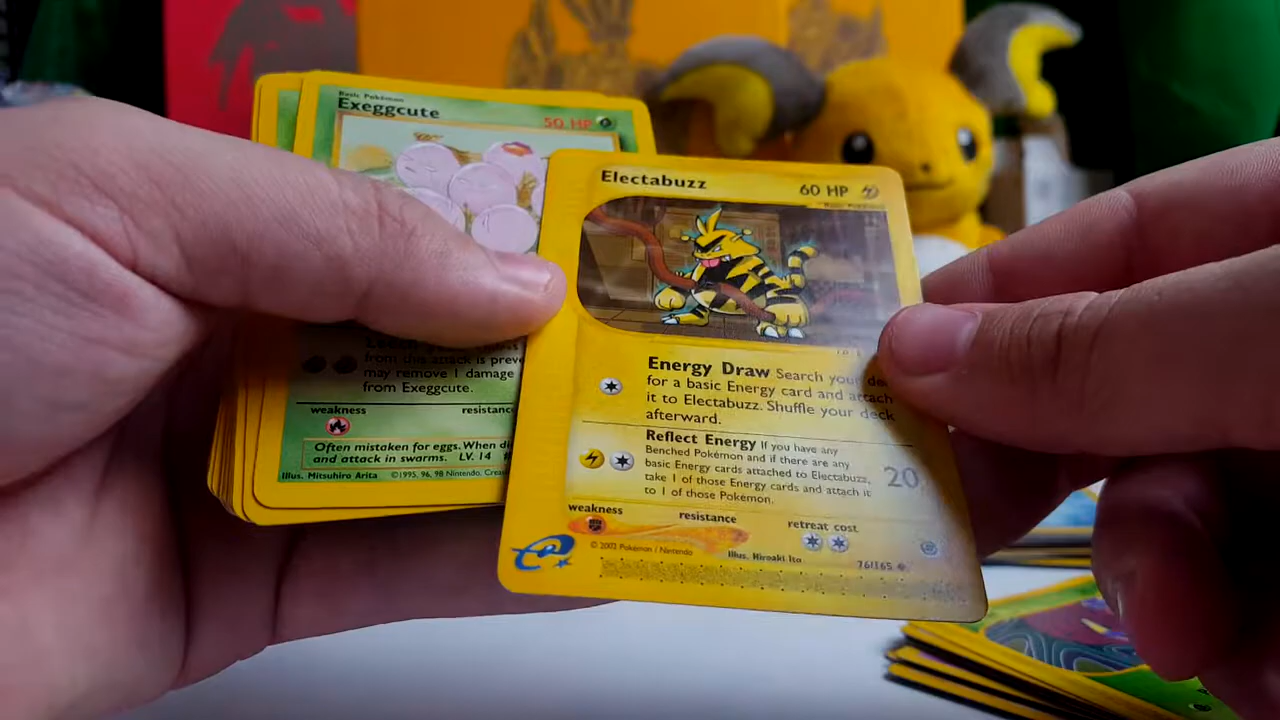 Basic Pokémon
Exeggcute
50 HP
from this attack is preve
may remove 1 damage
from Exeggcute.
weakness
resistanc
Often mistaken for eggs. When di
and attack in swarms. LV. 14 #
Illus. Mitsuhiro Arita ©1995, 96, 98 Nintendo, Crea
Electabuzz
60 HP
Basic Pokémon
Energy Draw Search your de
for a basic Energy card and attach
it to Electabuzz. Shuffle your deck
afterward.
Reflect Energy If you have any
Benched Pokémon and if there are any
basic Energy cards attached to Electabuzz,
take 1 of those Energy cards and attach it
to 1 of those Pokémon.
20
weakness
resistance
retreat cost
© 2002 Pokémon / Nintendo
Illus. Hiroaki Ito
76/165
e